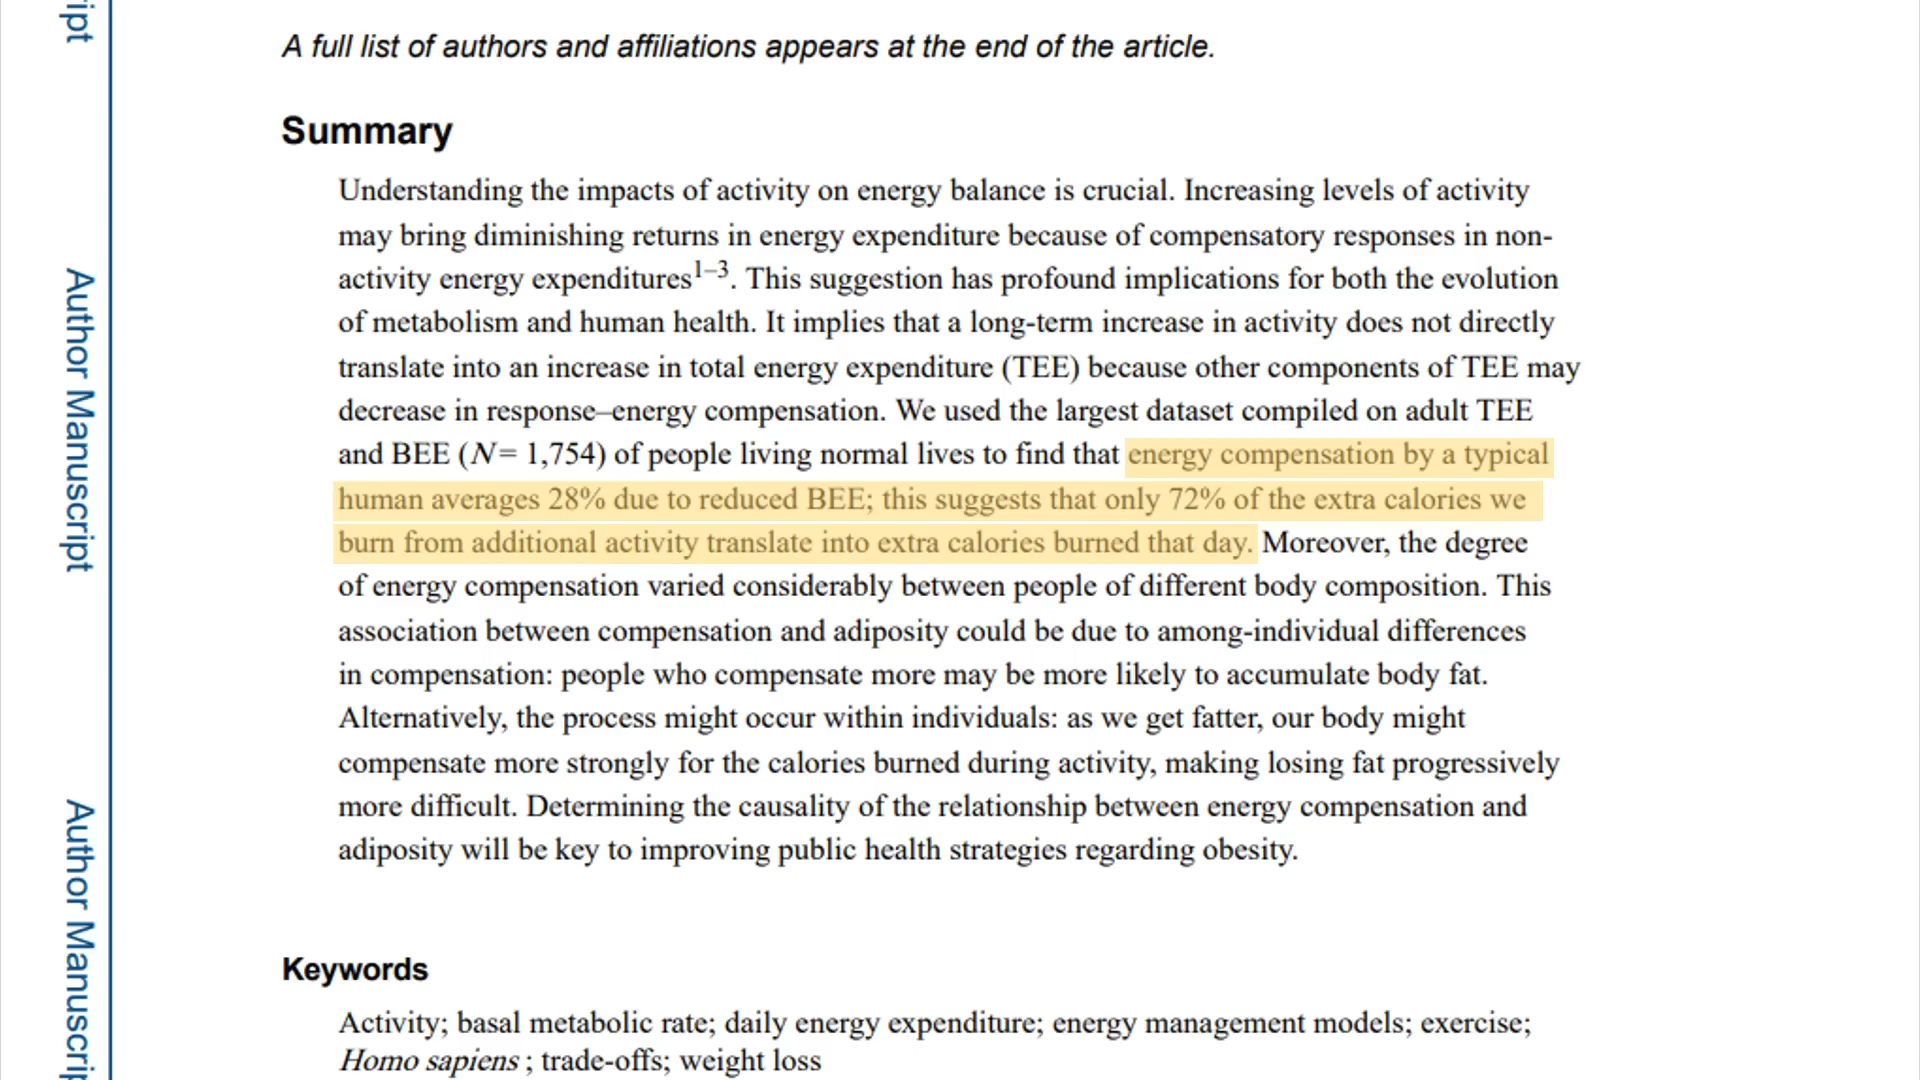 A full list of authors and affiliations appears at the end of the article.
Summary
Understanding the impacts of activity on energy balance is crucial. Increasing levels of activity
may bring diminishing returns in energy expenditure because of compensatory responses in non-
activity energy expenditures1–3. This suggestion has profound implications for both the evolution
of metabolism and human health. It implies that a long-term increase in activity does not directly
translate into an increase in total energy expenditure (TEE) because other components of TEE may
decrease in response–energy compensation. We used the largest dataset compiled on adult TEE
and BEE (N= 1,754) of people living normal lives to find that energy compensation by a typical
human averages 28% due to reduced BEE; this suggests that only 72% of the extra calories we
burn from additional activity translate into extra calories burned that day. Moreover, the degree
of energy compensation varied considerably between people of different body composition. This
association between compensation and adiposity could be due to among-individual differences
in compensation: people who compensate more may be more likely to accumulate body fat.
Alternatively, the process might occur within individuals: as we get fatter, our body might
compensate more strongly for the calories burned during activity, making losing fat progressively
more difficult. Determining the causality of the relationship between energy compensation and
adiposity will be key to improving public health strategies regarding obesity.
Keywords
Activity; basal metabolic rate; daily energy expenditure; energy management models; exercise;
Homo sapiens ; trade-offs; weight loss
ipt
Author Manuscript
Author Manuscrip